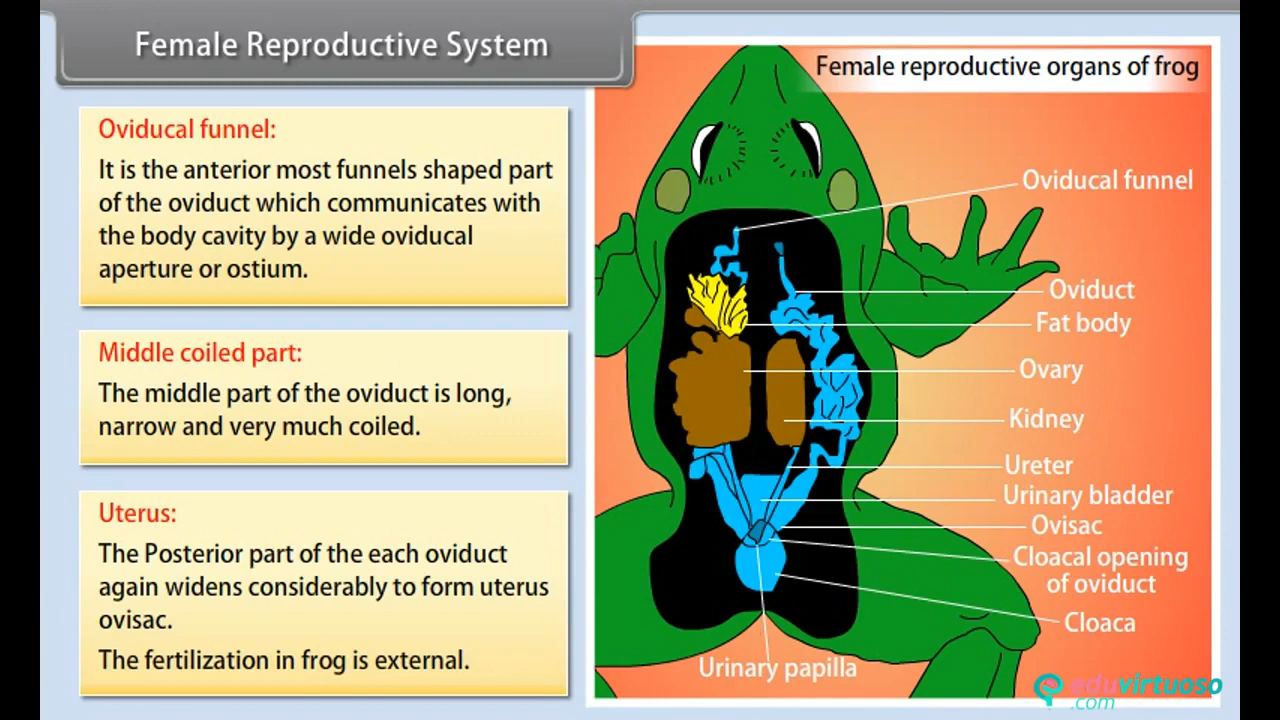 Female Reproductive System
Oviducal funnel:
It is the anterior most funnels shaped part
of the oviduct which communicates with
the body cavity by a wide oviducal
aperture or ostium.
Middle coiled part:
The middle part of the oviduct is long,
narrow and very much coiled.
Uterus:
The Posterior part of the each oviduct
again widens considerably to form uterus
ovisac.
The fertilization in frog is external.
Female reproductive organs of frog
Oviducal funnel
Oviduct
Fat body
Ovary
Kidney
Ureter
Urinary bladder
Ovisac
Cloacal opening
of oviduct
Cloaca
Urinary papilla
eduvirtuoso
.com